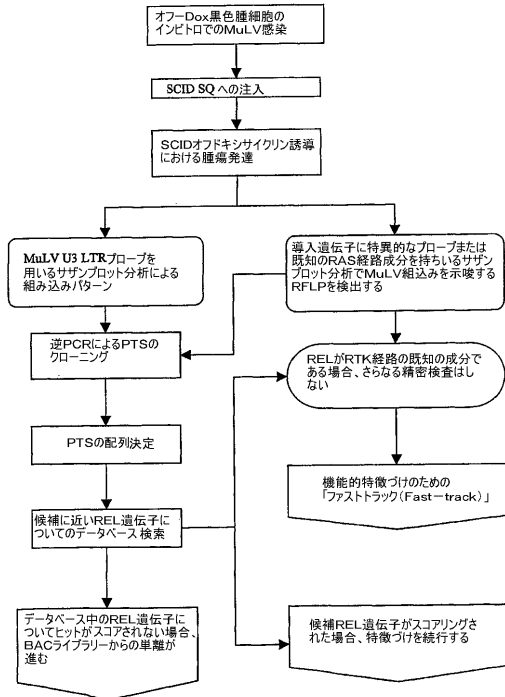 オフーDox黒色腫細胞の
インビトロでのMuLV感染
SCID SQ への注入
SCIDオフドキシサイクリン誘導
における腫瘍発達
MuLV U3 LTRプローブを
用いるサザンブロット分析による
組み込みパターン
導入遺伝子に特異的なプローブまたは
既知のRAS経路成分を持ちいるサザン
ブロット分析でMuLV組込みを示唆する
RFLPを検出する
逆PCRによるPTSの
クローニング
RELがRTK経路の既知の成分で
ある場合、さらなる精密検査はし
ない
PTSの配列決定
機能的特徴づけのための
「ファストトラック(Fast－track)」
候補に近いREL遺伝子に
ついてのデータベース検索
データベース中のREL遺伝子に
ついてヒットがスコアされない場合、
BACライブラリーからの単離が
進む
候補REL遺伝子がスコアリングさ
れた場合、特徴づけを続行する